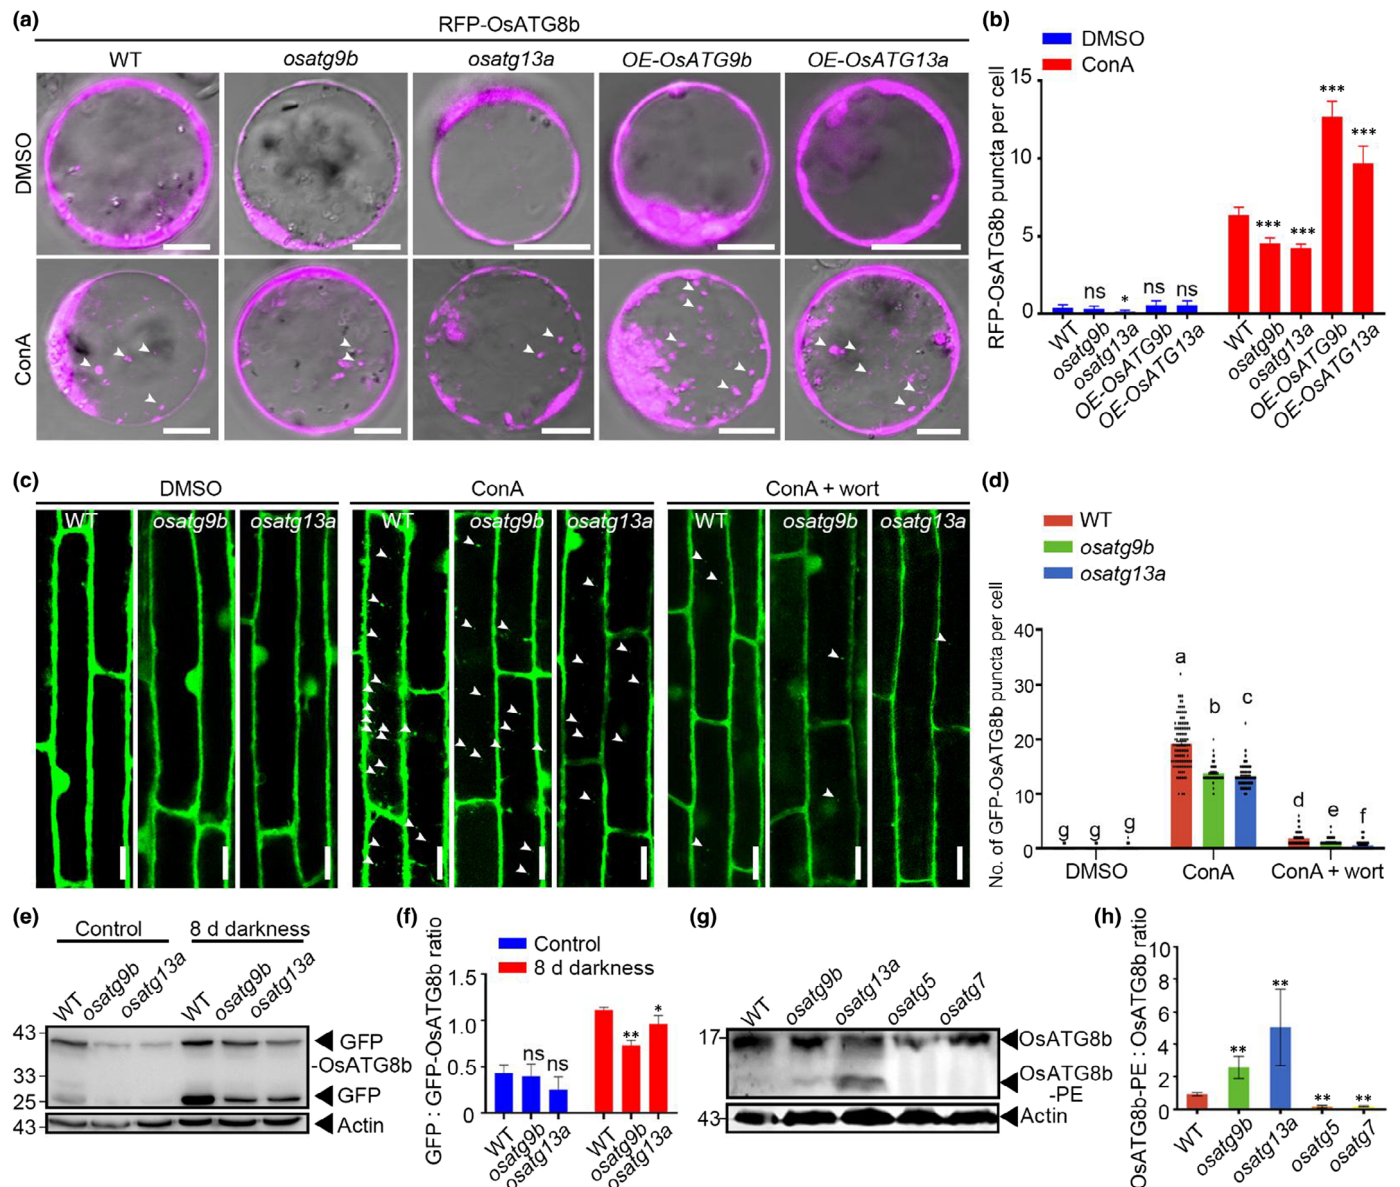 (a)
RFP-OsATG8b
WT osatg9b osatg13a OE-OsATG9b OE-OsATG13a
DMSO
ConA
(b)
DMSO
ConA
RFP-OsATG8b puncta per cell
15
10
5
0
ns * ns ns
*** *** *** ***
WT osatg9b osatg13a OE-OsATG9b OE-OsATG13a
WT osatg9b osatg13a OE-OsATG9b OE-OsATG13a
(c)
DMSO ConA ConA + wort
WT osatg9b osatg13a WT osatg9b osatg13a WT osatg9b osatg13a
(d)
WT
osatg9b
osatg13a
No. of GFP-OsATG8b puncta per cell
40
30
20
10
0
g g g
a b c
d e f
DMSO ConA ConA + wort
(e)
Control 8 d darkness
WT osatg9b osatg13a WT osatg9b osatg13a
43
33
25
43
GFP
-OsATG8b
GFP
Actin
(f)
Control
8 d darkness
GFP : GFP-OsATG8b ratio
1.5
1.0
0.5
0
ns ns
** *
WT osatg9b osatg13a WT osatg9b osatg13a
(g)
WT osatg9b osatg13a osatg5 osatg7
17
43
OsATG8b
OsATG8b
-PE
Actin
(h)
OsATG8b-PE : OsATG8b ratio
10
8
6
4
2
0
** ** ** **
WT osatg9b osatg13a osatg5 osatg7